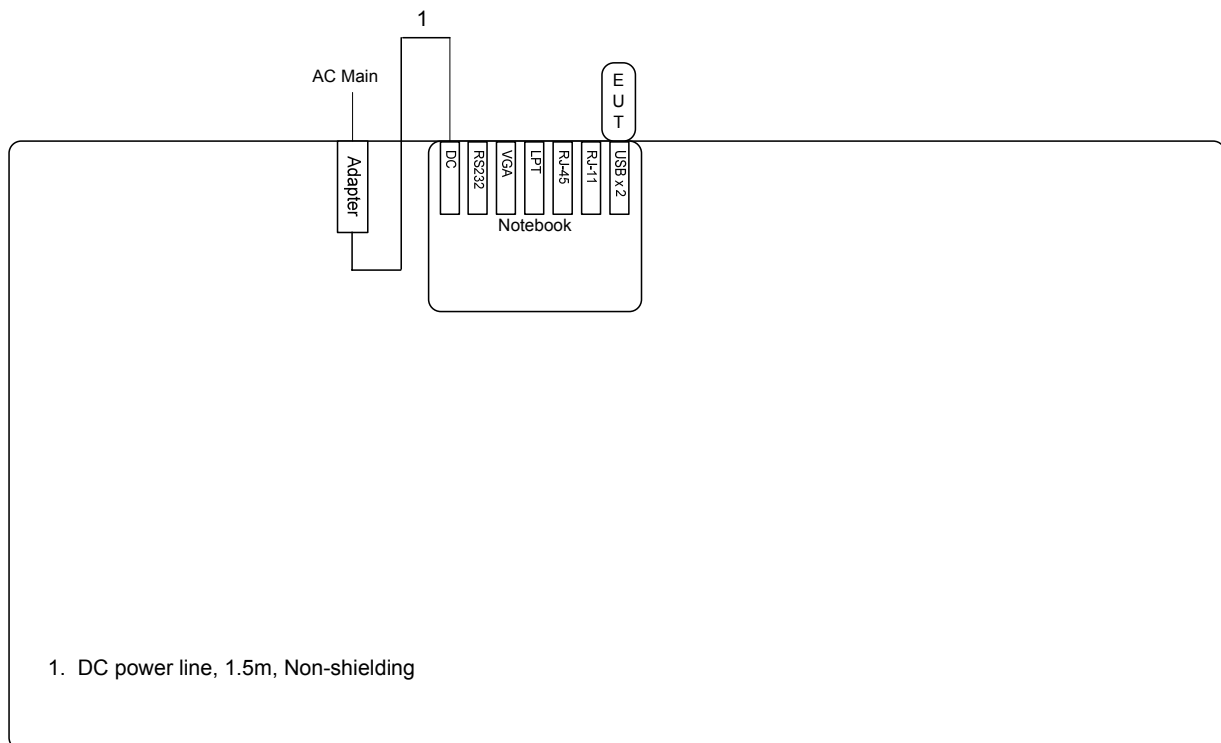 1
AC Main
E
U
T
Adapter
DC
RS232
VGA
LPT
RJ-45
RJ-11
USB x 2
Notebook
1. DC power line, 1.5m, Non-shielding